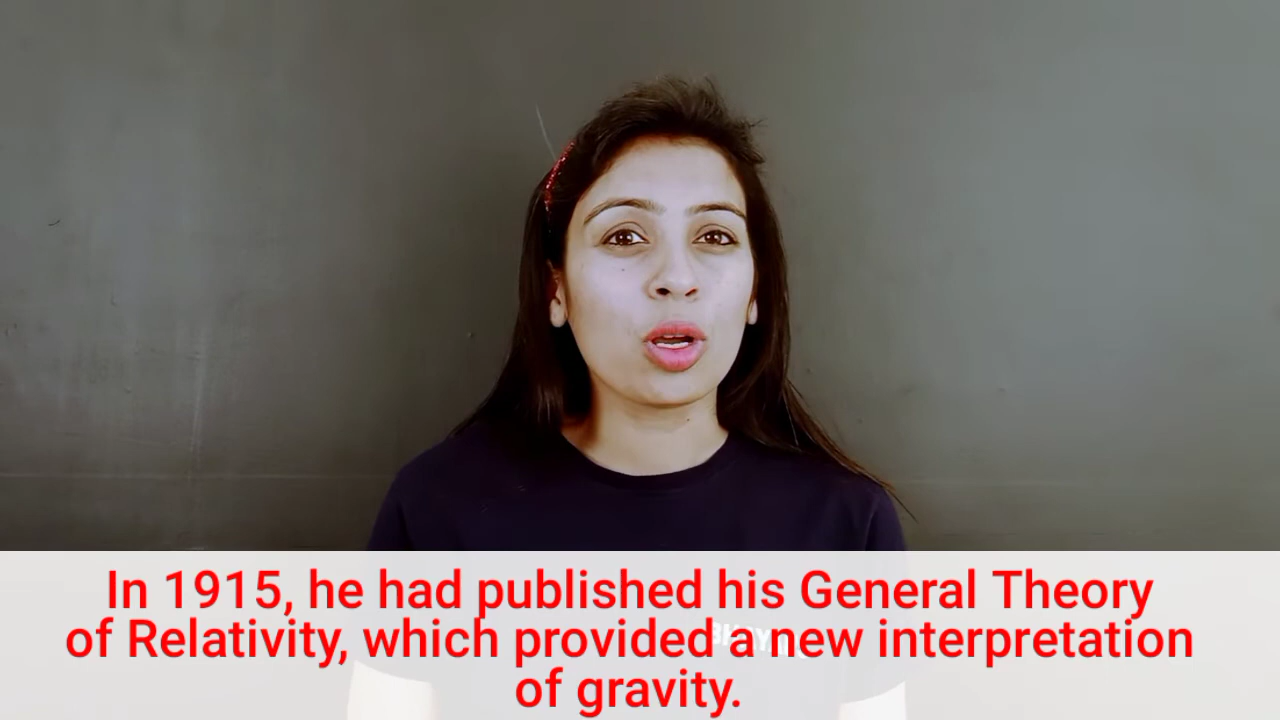 In 1915, he had published his General Theory
of Relativity, which provided a new interpretation
of gravity.